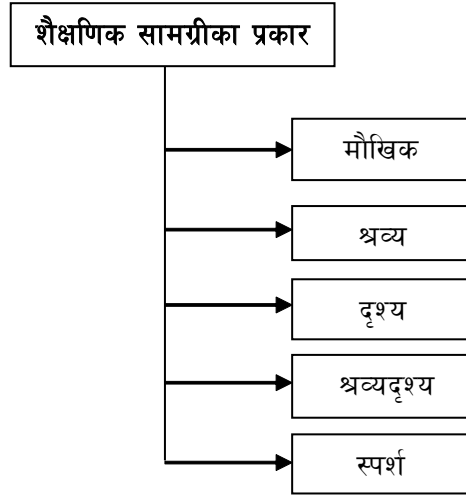 शैक्षणिक सामग्रीका प्रकार
मौखिक
श्रव्य
दृश्य
श्रव्यदृश्य
स्पर्श